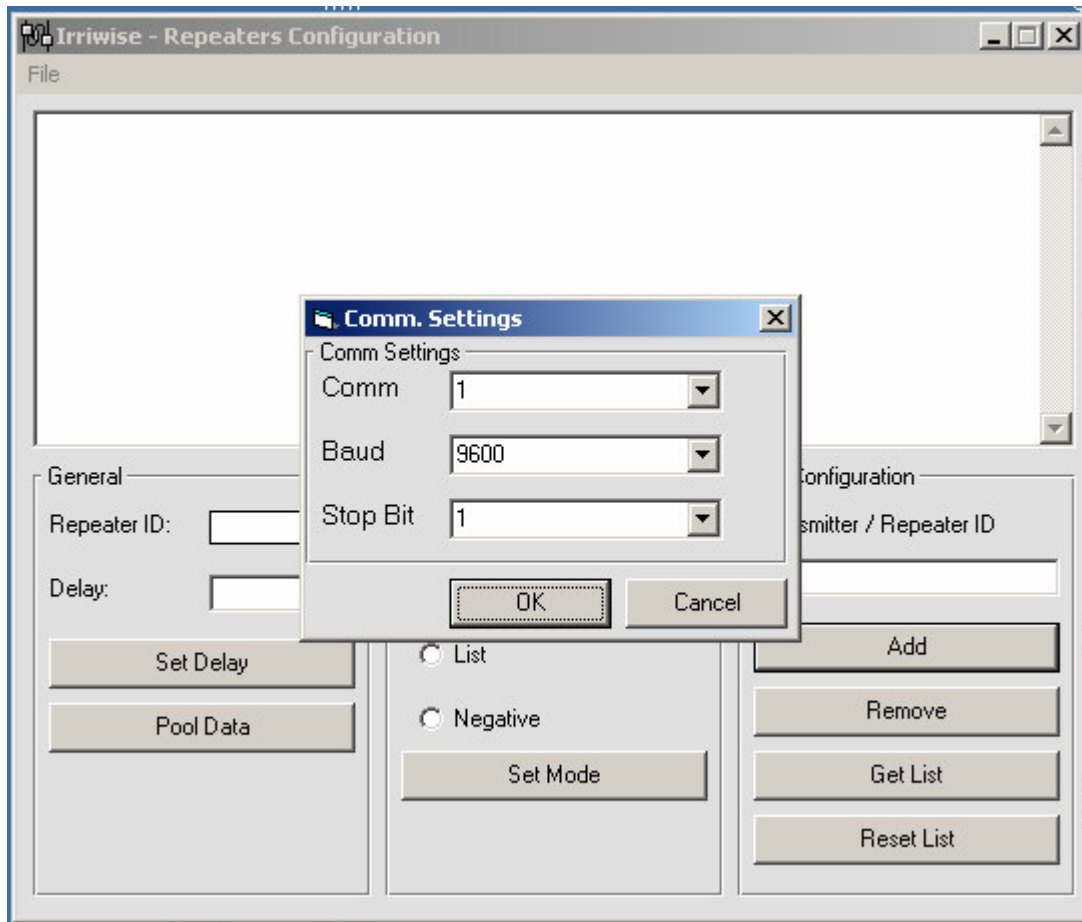 Irriwise - Repeaters Configuration
File
Comm. Settings
Comm Settings
Comm 1
Baud 9600
Stop Bit 1
OK Cancel
General
Repeater ID:
Delay:
Set Delay
Pool Data
List
Negative
Set Mode
Configuration
smitter / Repeater ID
Add
Remove
Get List
Reset List